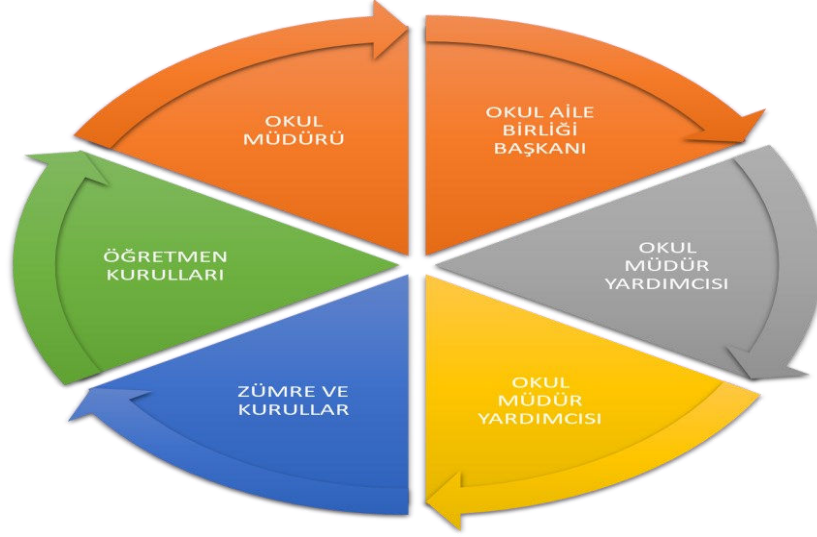 OKUL
MÜDÜRÜ
OKUL AİLE
BİRLİĞİ
BAŞKANI
OKUL
MÜDÜR
YARDIMCISI
OKUL
MÜDÜR
YARDIMCISI
ZÜMRE VE
KURULLAR
ÖĞRETMEN
KURULLARI